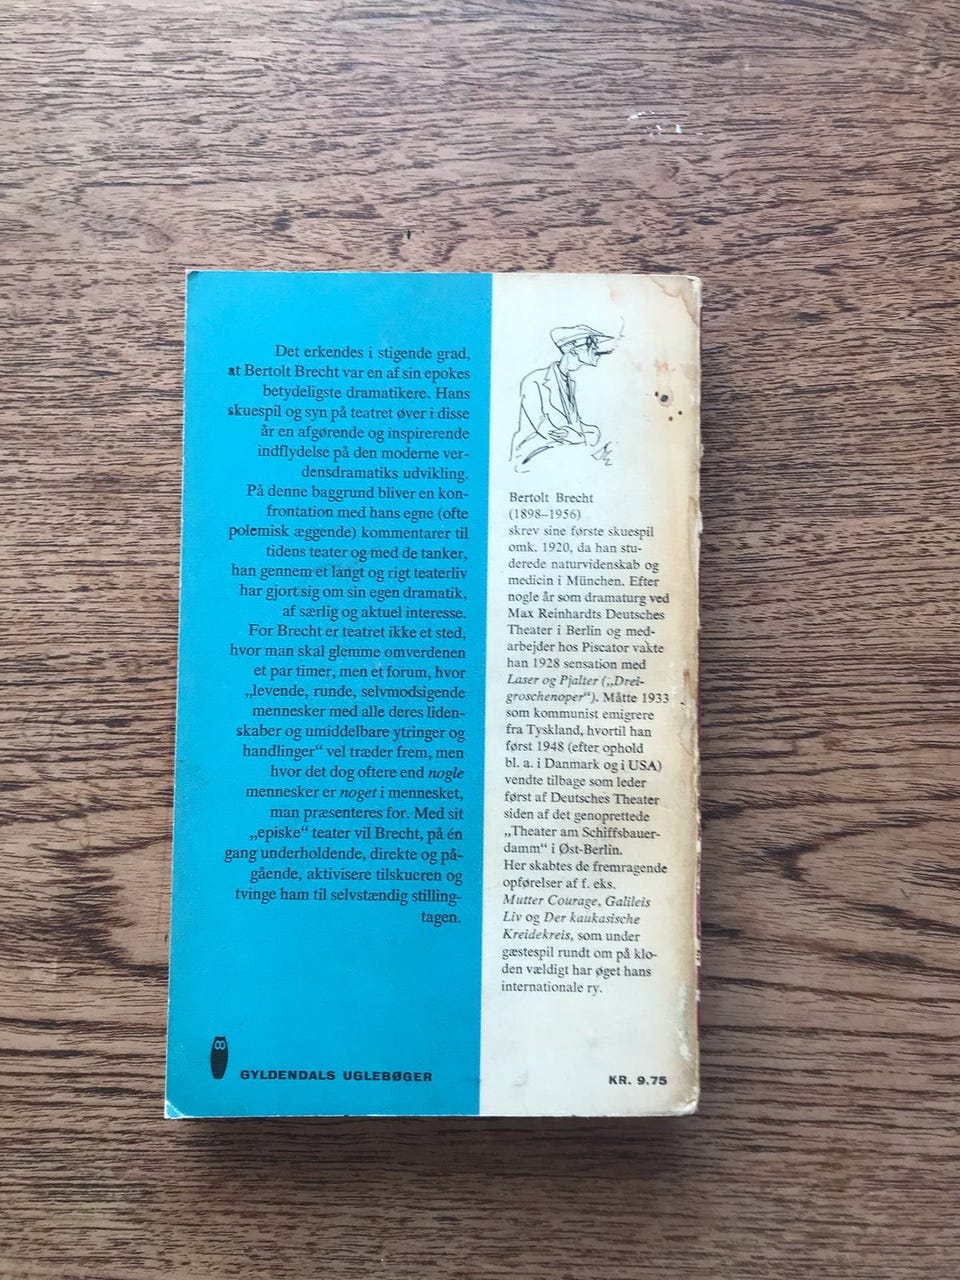 Det erkendes i stigende grad,
at Bertolt Brecht var en af sin epokes
betydeligste dramatikere. Hans
skuespil og syn på teatret øver i disse
år en afgørende og inspirerende
indflydelse på den moderne ver-
densdramatiks udvikling.
På denne baggrund bliver en kon-
frontation med hans egne (ofte
polemisk æggende) kommentarer til
tidens teater og med de tanker,
han gennem et langt og rigt teaterliv
har gjort sig om sin egen dramatik,
af særlig og aktuel interesse.
For Brecht er teatret ikke et sted,
hvor man skal glemme omverdenen
et par timer, men et forum, hvor
„levende, runde, selvmodsigende
mennesker med alle deres liden-
skaber og umiddelbare ytringer og
handlinger“ vel træder frem, men
hvor det dog oftere end nogle
mennesker er noget i mennesket,
man præsenteres for. Med sit
„episke“ teater vil Brecht, på én
gang underholdende, direkte og på-
gående, aktivisere tilskueren og
tvinge ham til selvstændig stilling-
tagen.
GYLDENDALS UGLEBØGER
Bertolt Brecht
(1898–1956)
skrev sine første skuespil
omk. 1920, da han stu-
derede naturvidenskab og
medicin i München. Efter
nogle år som dramaturg ved
Max Reinhardts Deutsches
Theater i Berlin og med-
arbejder hos Piscator vakte
han 1928 sensation med
Laser og Pjalter („Drei-
groschenoper“). Måtte 1933
som kommunist emigrere
fra Tyskland, hvortil han
først 1948 (efter ophold
bl. a. i Danmark og i USA)
vendte tilbage som leder
først af Deutsches Theater
siden af det genoprettede
„Theater am Schiffsbauer-
damm“ i Øst-Berlin.
Her skabtes de fremragende
opførelser af f. eks.
Mutter Courage, Galileis
Liv og Der kaukasische
Kreidekreis, som under
gæstespil rundt om på klo-
den vældigt har øget hans
internationale ry.
KR. 9.75